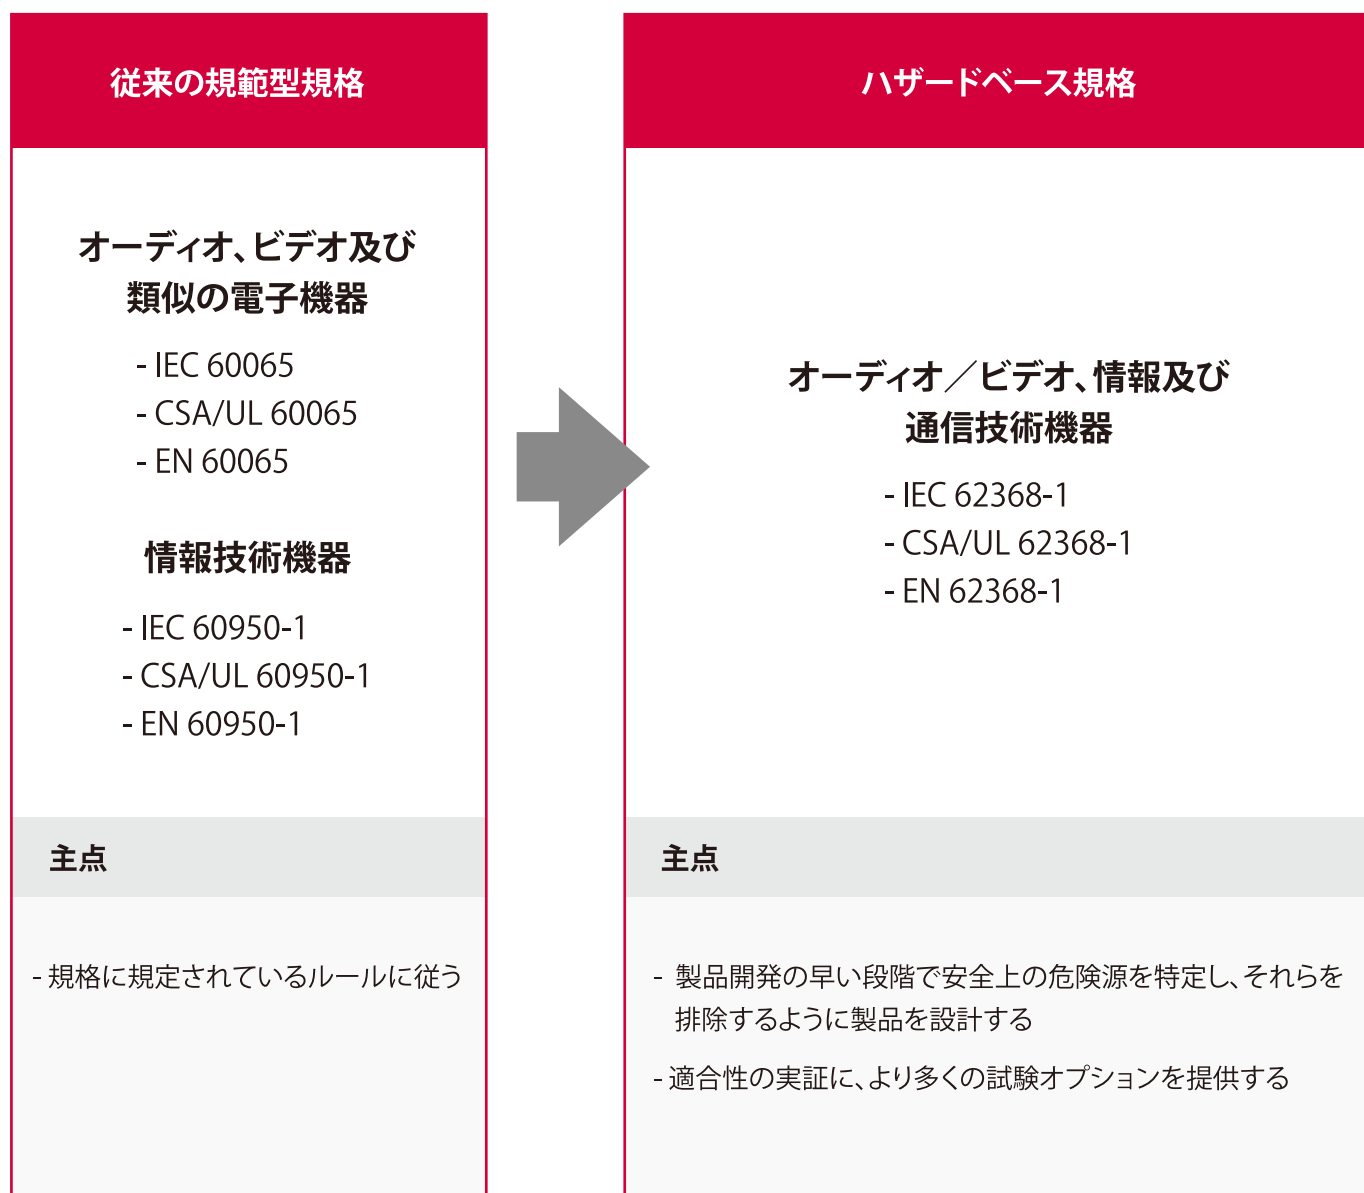 従来の規範型規格
オーディオ、ビデオ及び
類似の電子機器
- IEC 60065
- CSA/UL 60065
- EN 60065
情報技術機器
- IEC 60950-1
- CSA/UL 60950-1
- EN 60950-1
主点
- 規格に規定されているルールに従う
ハザードベース規格
オーディオ／ビデオ、情報及び
通信技術機器
- IEC 62368-1
- CSA/UL 62368-1
- EN 62368-1
主点
- 製品開発の早い段階で安全上の危険源を特定し、それらを
排除するように製品を設計する
- 適合性の実証に、より多くの試験オプションを提供する